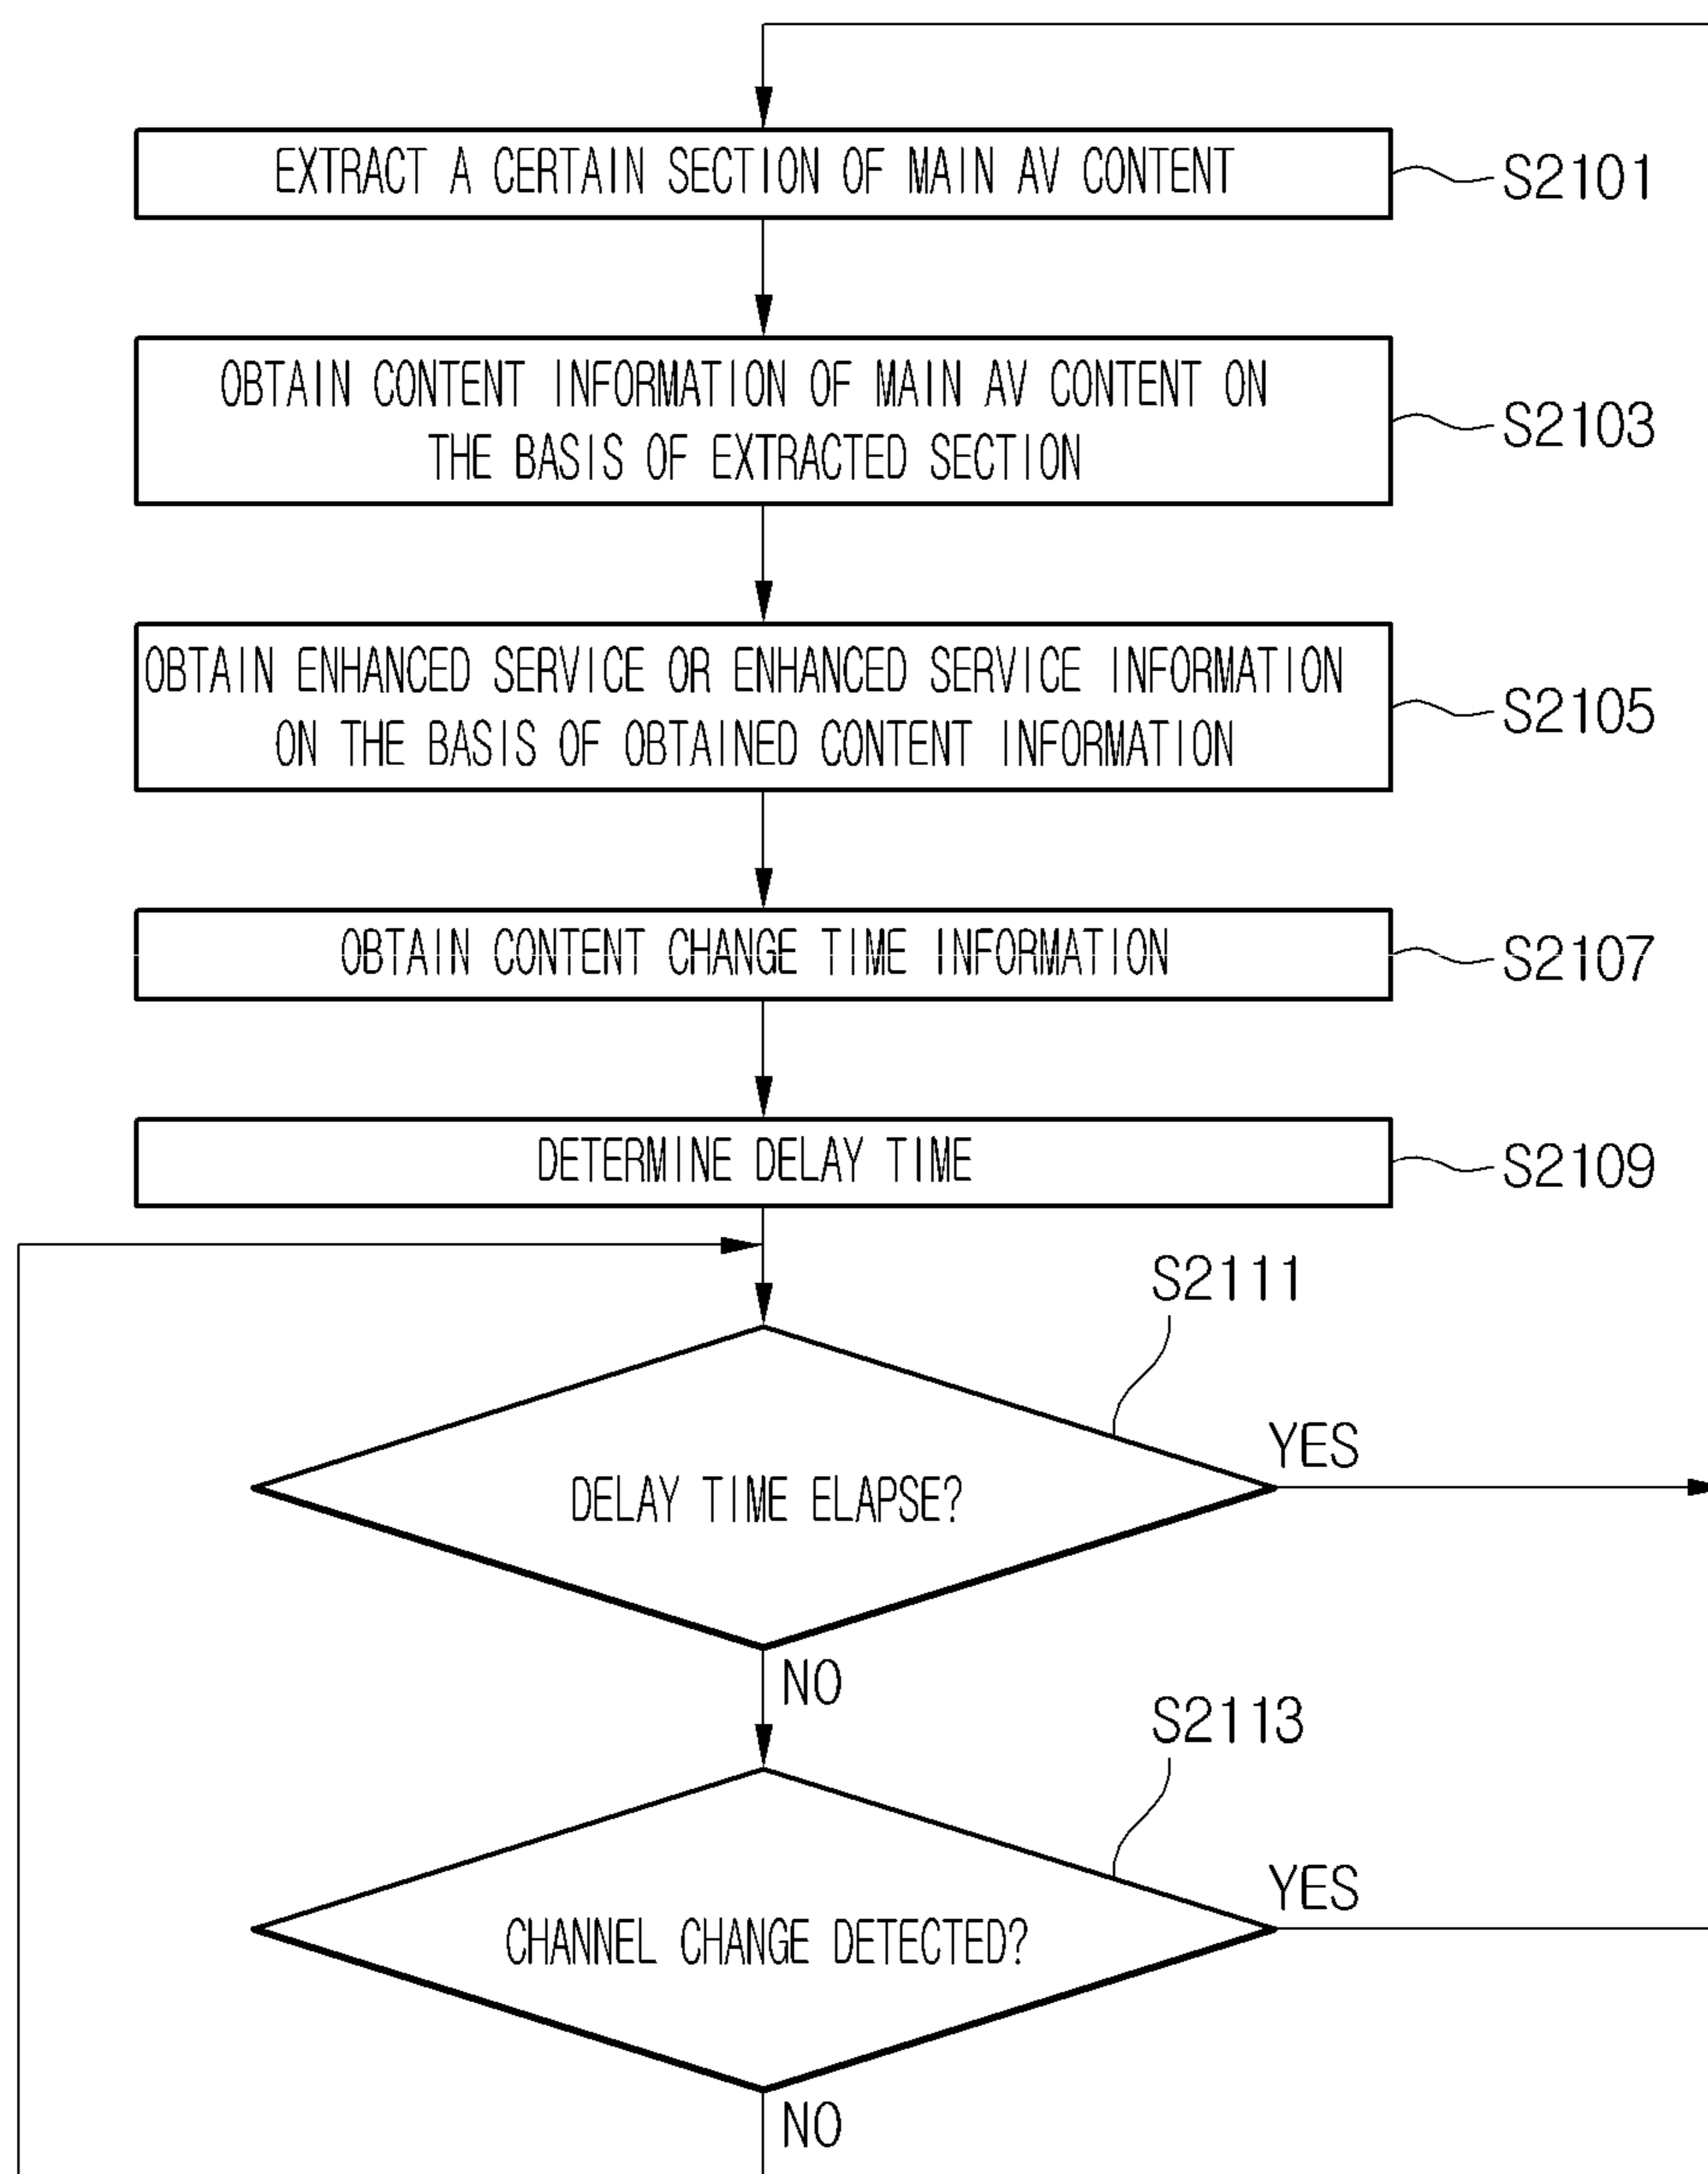 EXTRACT A CERTAIN SECTION OF MAIN AV CONTENT
S2101
OBTAIN CONTENT INFORMATION OF MAIN AV CONTENT ON
THE BASIS OF EXTRACTED SECTION
S2103
OBTAIN ENHANCED SERVICE OR ENHANCED SERVICE INFORMATION
ON THE BASIS OF OBTAINED CONTENT INFORMATION
S2105
OBTAIN CONTENT CHANGE TIME INFORMATION
S2107
DETERMINE DELAY TIME
S2109
S2111
YES
DELAY TIME ELAPSE?
NO
S2113
YES
CHANNEL CHANGE DETECTED?
NO